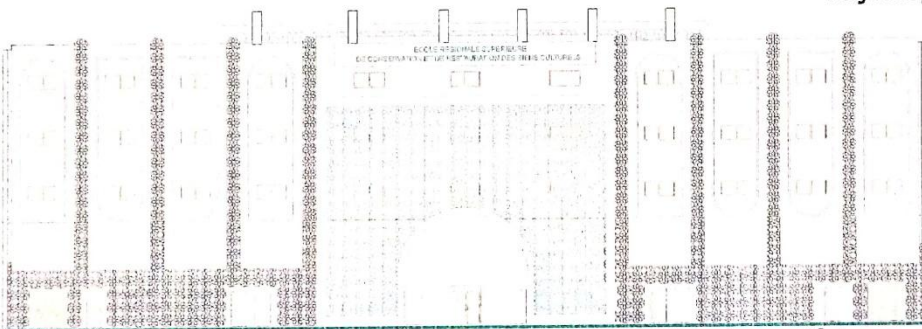 ECOLE REGIONALE SUPERIEURE
DE CONSERVATION ET DE RESTAURATION DES BIENS CULTURELS